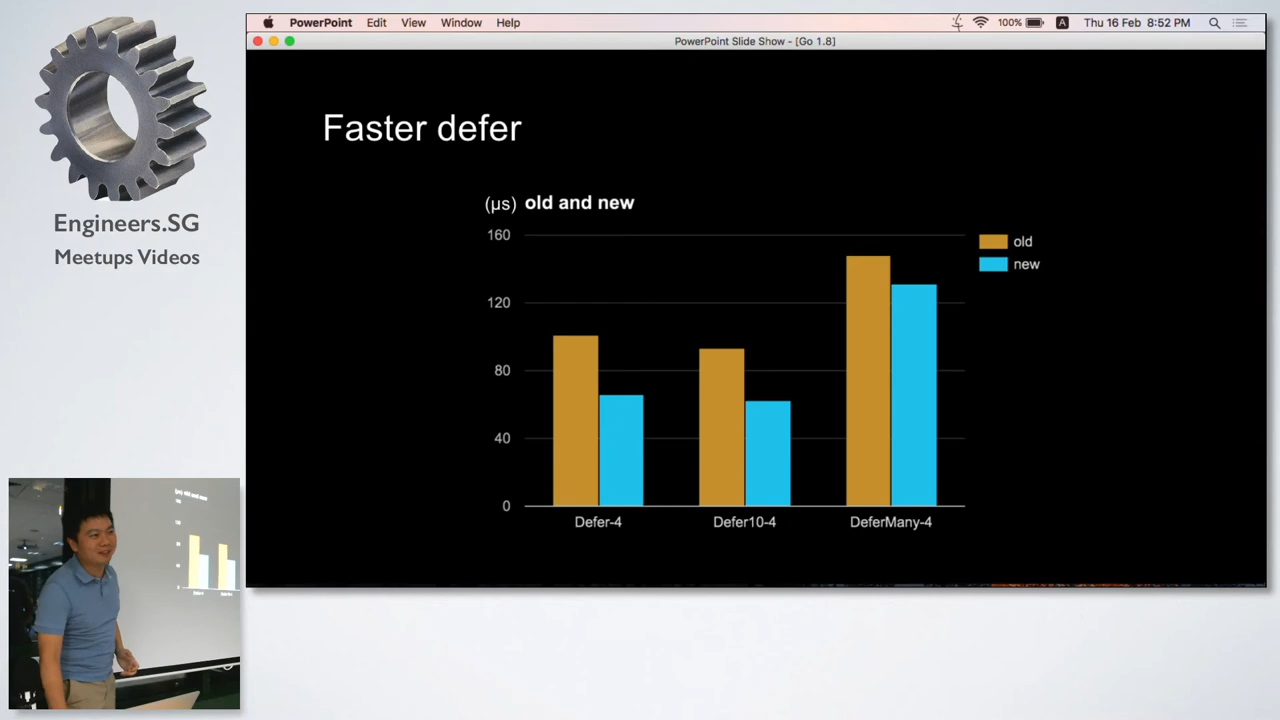 Engineers.SG
Meetups Videos
PowerPoint Edit View Window Help
100% A Thu 16 Feb 8:52 PM
PowerPoint Slide Show - [Go 1.8]
Faster defer
(μs) old and new
160
120
80
40
0
old
new
Defer-4 Defer10-4 DeferMany-4